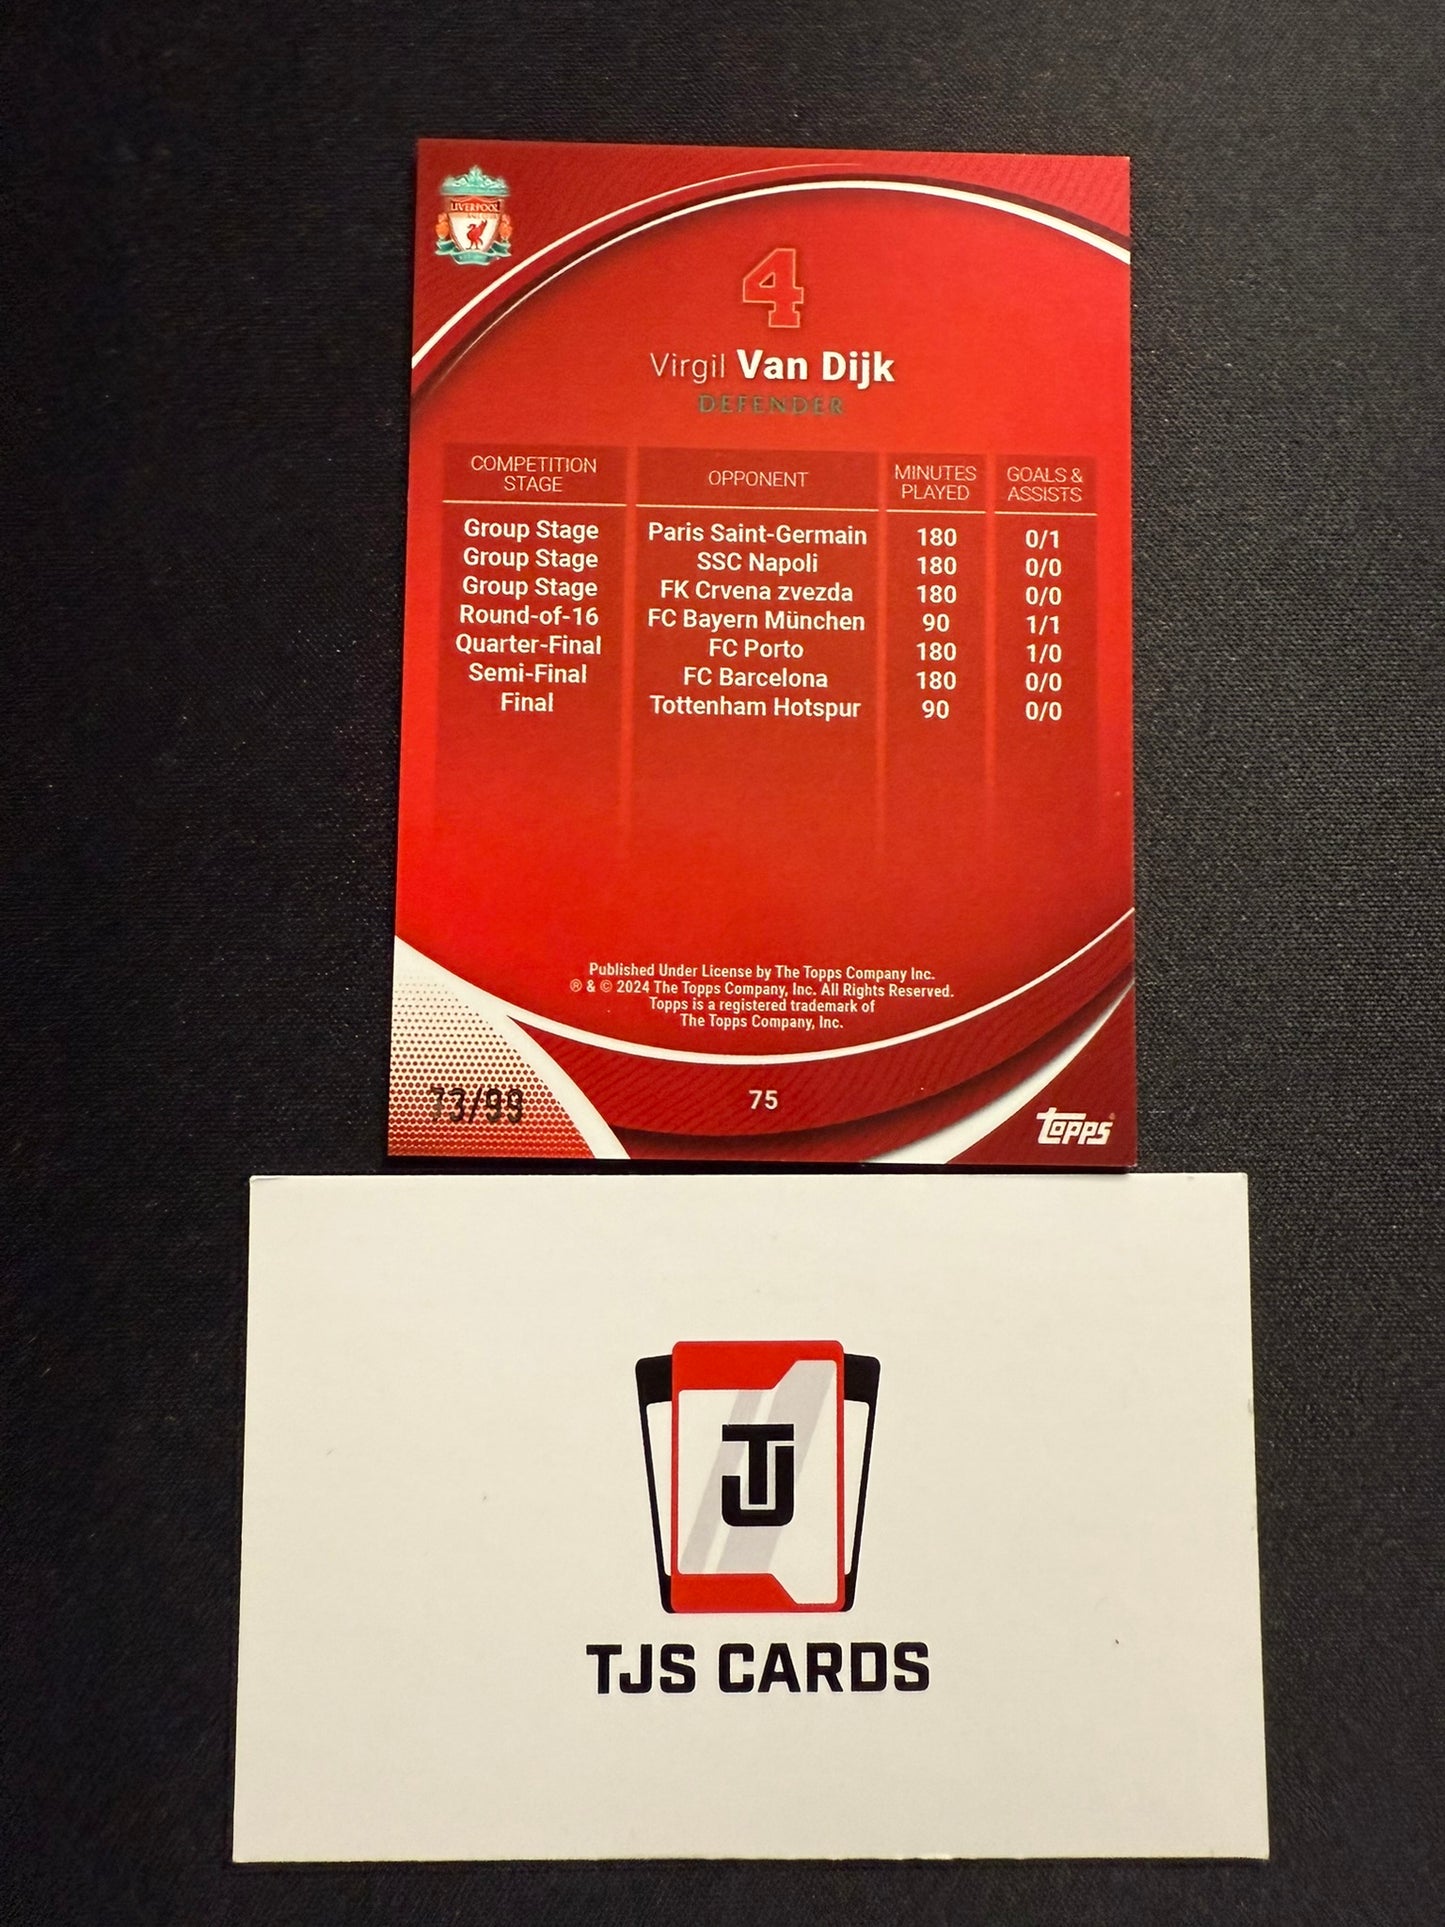 LIVERPOOL
4
Virgil Van Dijk
DEFENDER
COMPETITION STAGE OPPONENT MINUTES PLAYED GOALS & ASSISTS
Group Stage Paris Saint-Germain 180 0/1
Group Stage SSC Napoli 180 0/0
Group Stage FK Crvena zvezda 180 0/0
Round-of-16 FC Bayern München 90 1/1
Quarter-Final FC Porto 180 1/0
Semi-Final FC Barcelona 180 0/0
Final Tottenham Hotspur 90 0/0
Published Under License by The Topps Company Inc.
® & © 2024 The Topps Company, Inc. All Rights Reserved.
Topps is a registered trademark of
The Topps Company, Inc.
73/99
75
topps
TJ
TJS CARDS